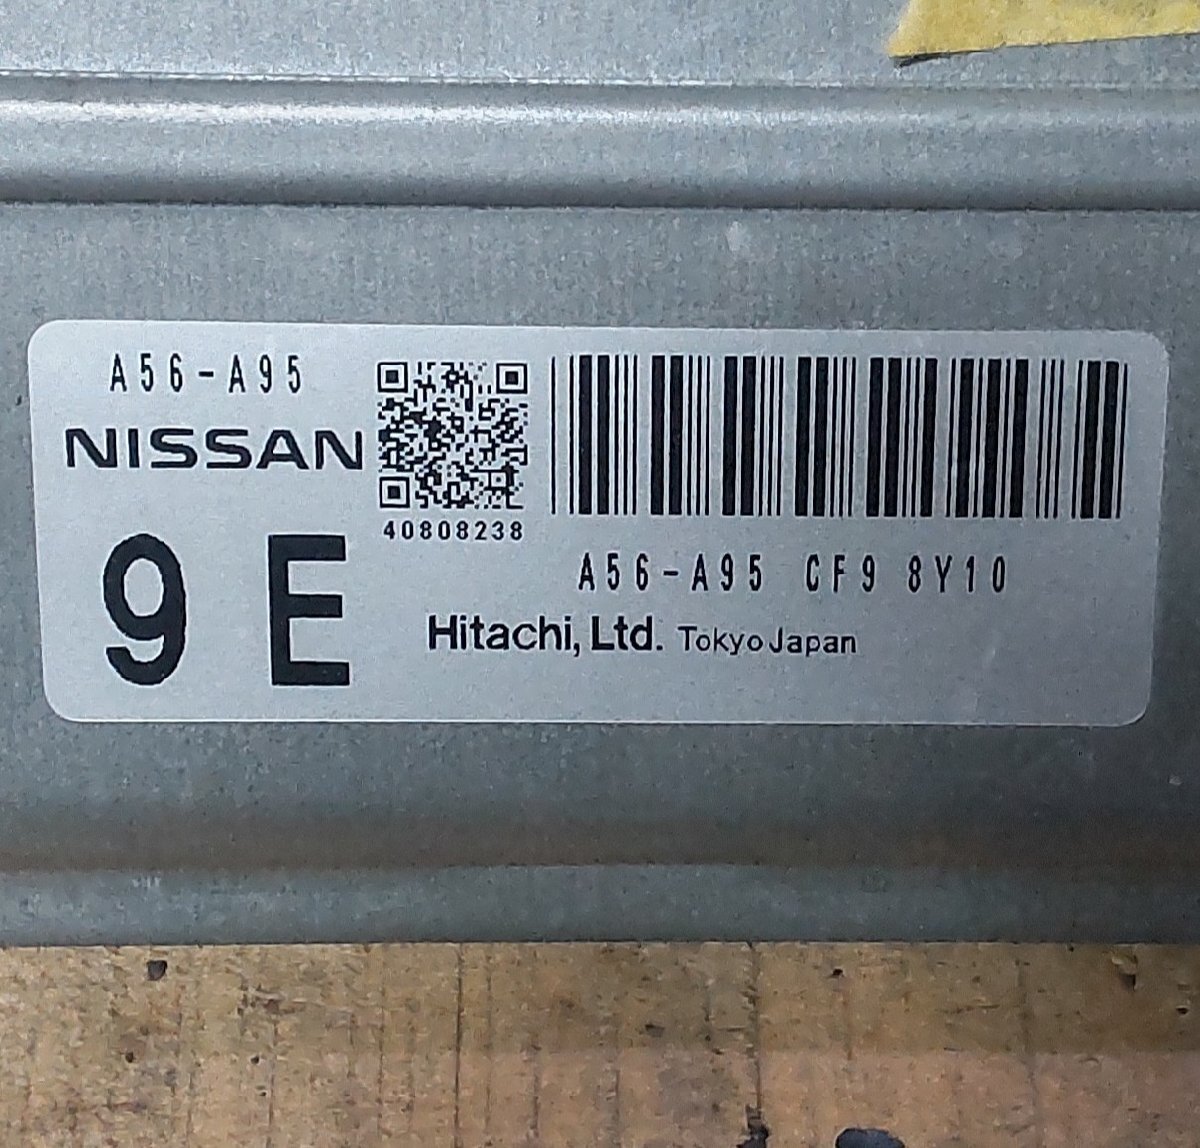 A56-A95
NISSAN
40808238
9 E
A56-A95 CF9 8Y10
Hitachi, Ltd. Tokyo Japan